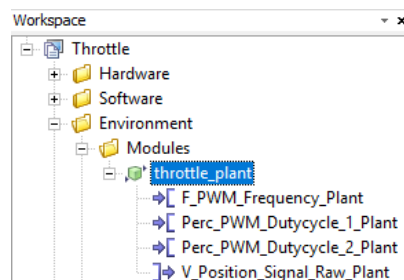 Workspace
Throttle
Hardware
Software
Environment
Modules
throttle_plant
F_PWM_Frequency_Plant
Perc_PWM_Dutycycle_1_Plant
Perc_PWM_Dutycycle_2_Plant
V_Position_Signal_Raw_Plant